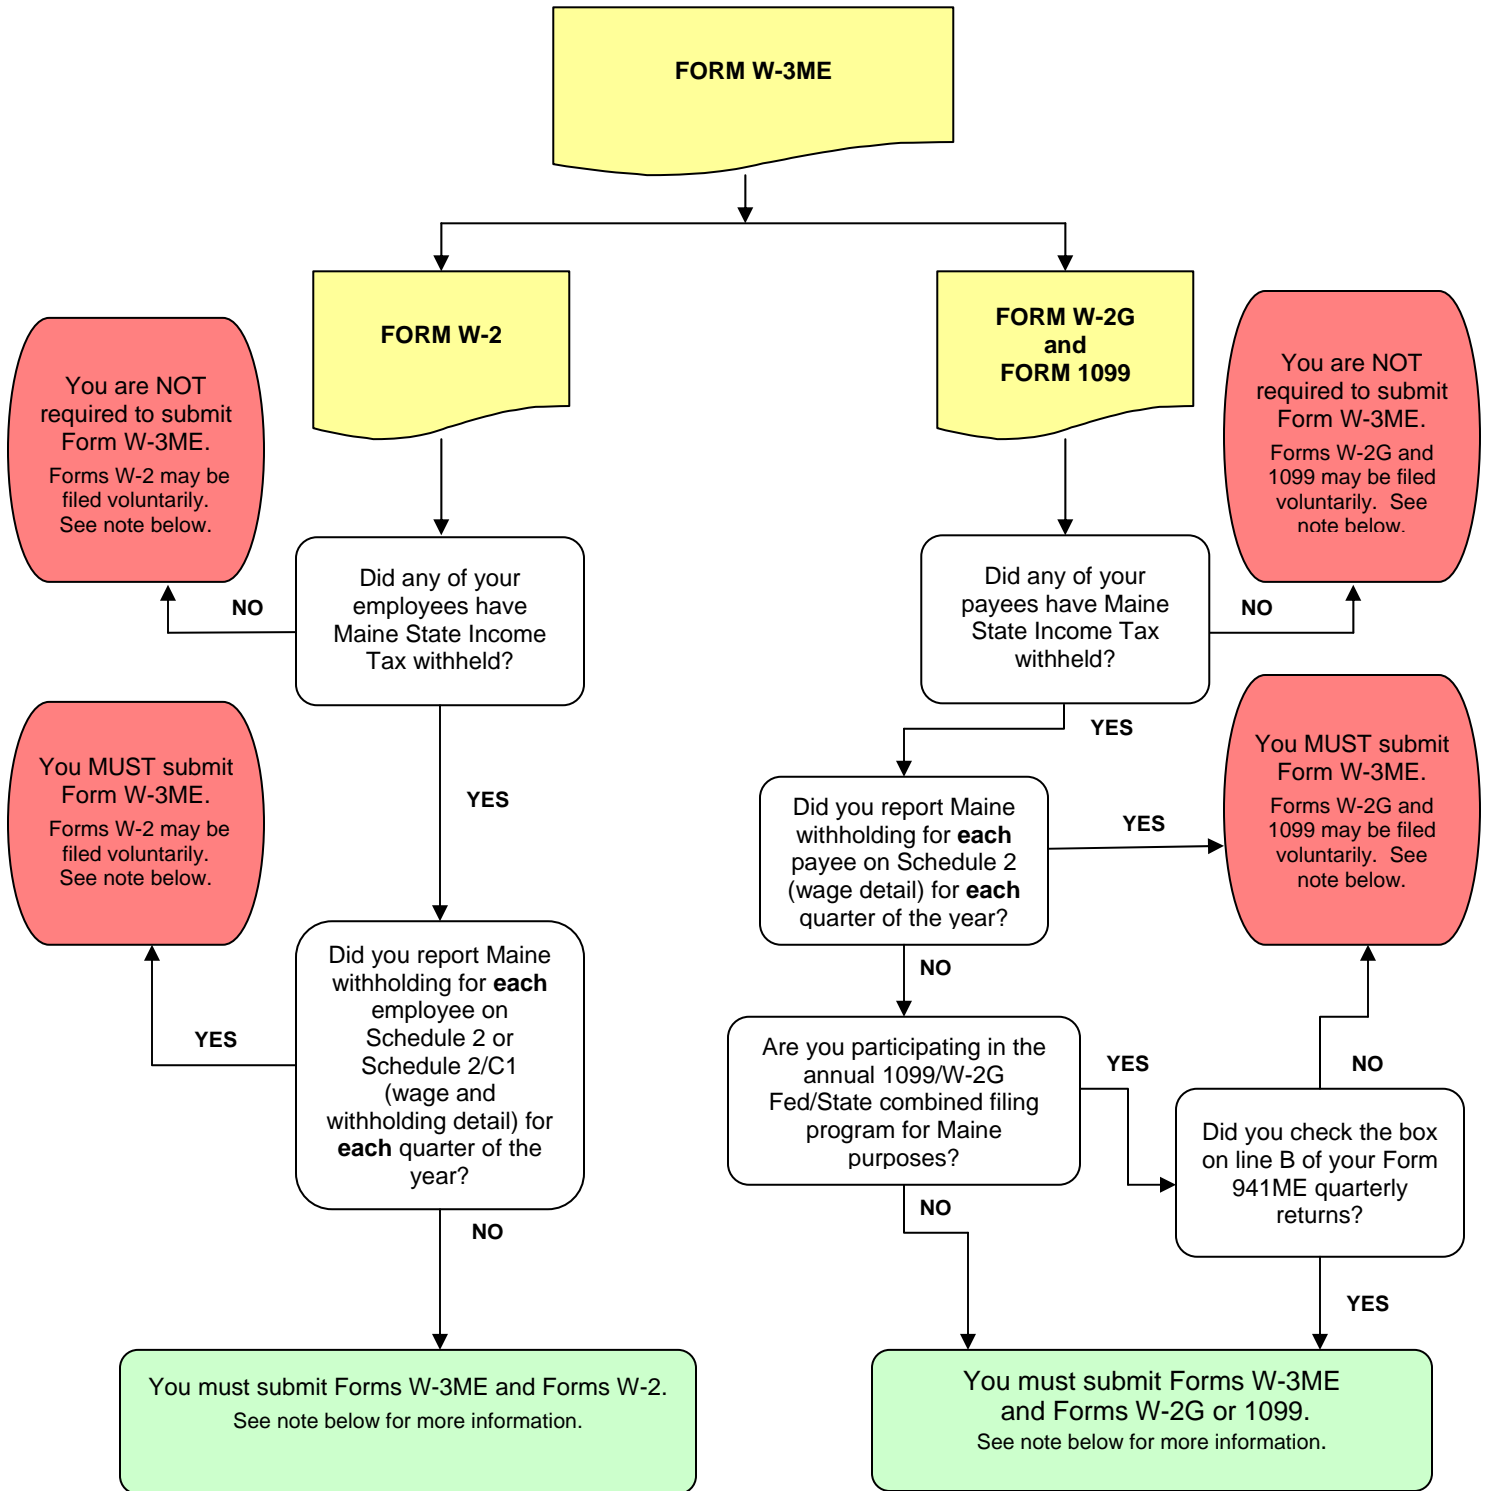 FORM W-3ME
FORM W-2
FORM W-2G
and
FORM 1099
You are NOT
required to submit
Form W-3ME.
Forms W-2 may be
filed voluntarily.
See note below.
You are NOT
required to submit
Form W-3ME.
Forms W-2G and
1099 may be filed
voluntarily. See
note below.
Did any of your
employees have
Maine State Income
Tax withheld?
NO
Did any of your
payees have Maine
State Income Tax
withheld?
NO
YES
YES
You MUST submit
Form W-3ME.
Forms W-2 may be
filed voluntarily.
See note below.
You MUST submit
Form W-3ME.
Forms W-2G and
1099 may be filed
voluntarily. See
note below.
Did you report Maine
withholding for each
payee on Schedule 2
(wage detail) for each
quarter of the year?
YES
NO
Did you report Maine
withholding for each
employee on
Schedule 2 or
Schedule 2/C1
(wage and
withholding detail) for
each quarter of the
year?
YES
NO
Are you participating in the
annual 1099/W-2G
Fed/State combined filing
program for Maine
purposes?
YES
NO
Did you check the box
on line B of your Form
941ME quarterly
returns?
NO
YES
You must submit Forms W-3ME and Forms W-2.
See note below for more information.
You must submit Forms W-3ME
and Forms W-2G or 1099.
See note below for more information.